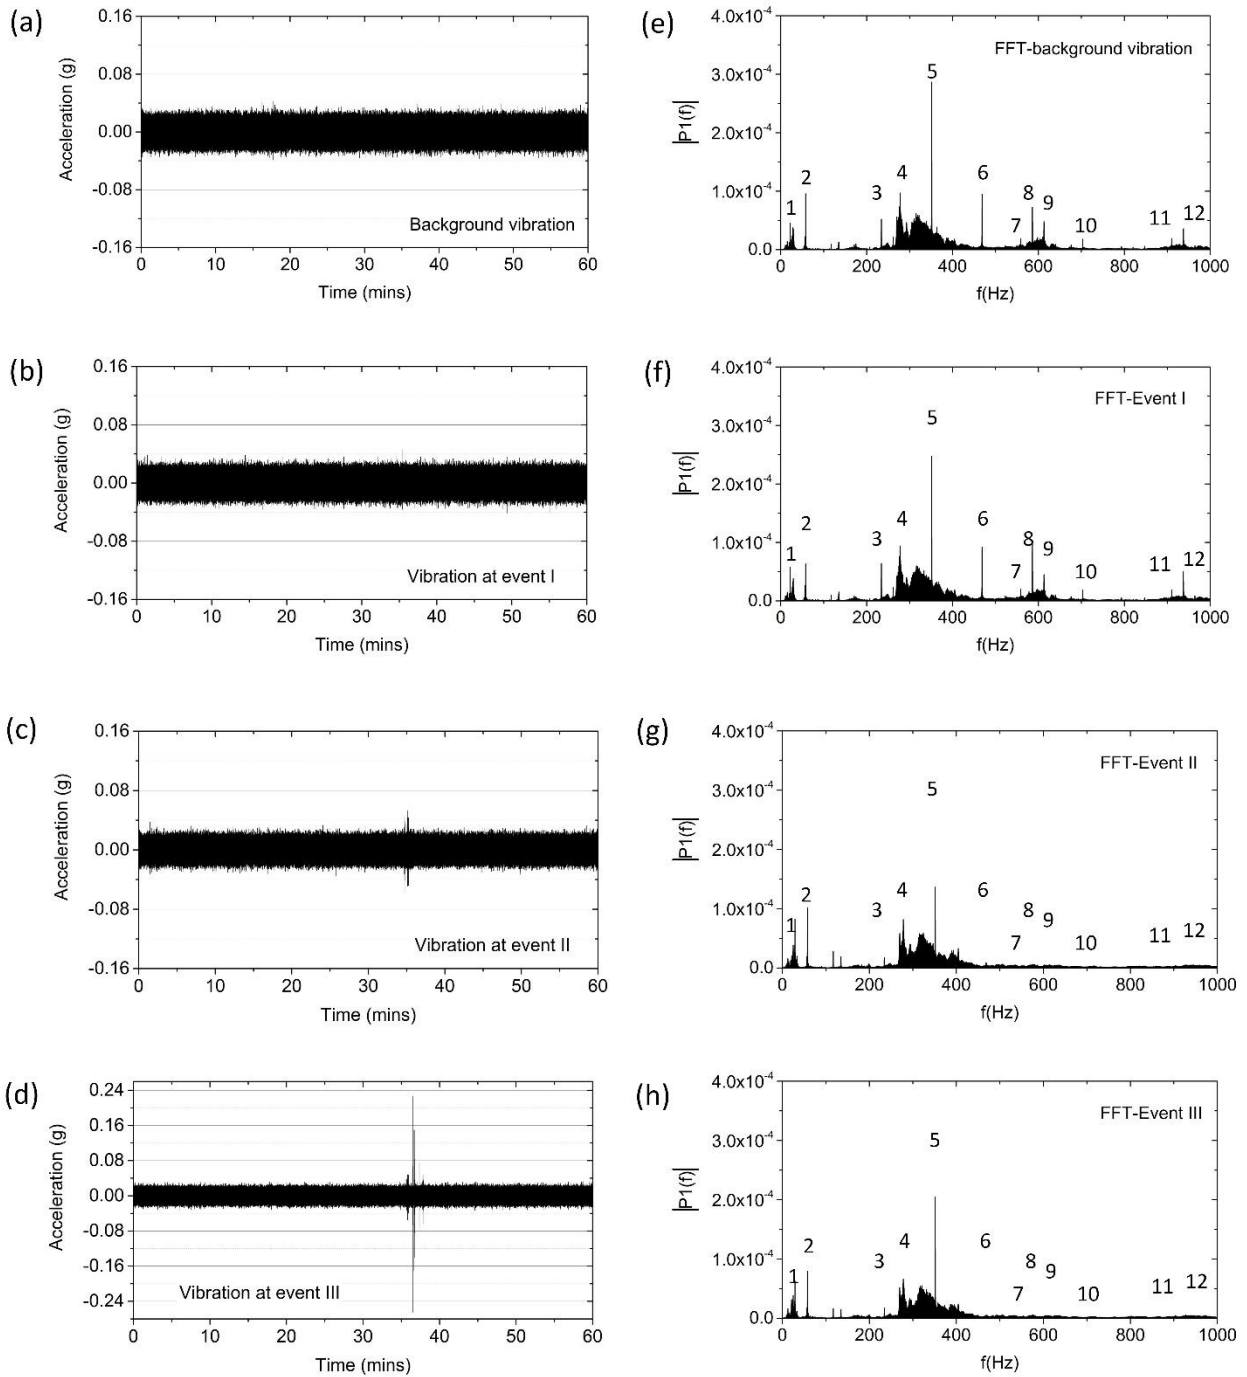 (a)
0.16
0.08
0.00
-0.08
-0.16
Acceleration (g)
Background vibration
0 10 20 30 40 50 60
Time (mins)
(e)
4.0x10⁻⁴
3.0x10⁻⁴
2.0x10⁻⁴
1.0x10⁻⁴
0.0
|P1(f)|
FFT-background vibration
1 2 3 4 5 6 7 8 9 10 11 12
0 200 400 600 800 1000
f(Hz)
(b)
0.16
0.08
0.00
-0.08
-0.16
Acceleration (g)
Vibration at event I
0 10 20 30 40 50 60
Time (mins)
(f)
4.0x10⁻⁴
3.0x10⁻⁴
2.0x10⁻⁴
1.0x10⁻⁴
0.0
|P1(f)|
FFT-Event I
1 2 3 4 5 6 7 8 9 10 11 12
0 200 400 600 800 1000
f(Hz)
(c)
0.16
0.08
0.00
-0.08
-0.16
Acceleration (g)
Vibration at event II
0 10 20 30 40 50 60
Time (mins)
(g)
4.0x10⁻⁴
3.0x10⁻⁴
2.0x10⁻⁴
1.0x10⁻⁴
0.0
|P1(f)|
FFT-Event II
1 2 3 4 5 6 7 8 9 10 11 12
0 200 400 600 800 1000
f(Hz)
(d)
0.24
0.16
0.08
0.00
-0.08
-0.16
-0.24
Acceleration (g)
Vibration at event III
0 10 20 30 40 50 60
Time (mins)
(h)
4.0x10⁻⁴
3.0x10⁻⁴
2.0x10⁻⁴
1.0x10⁻⁴
0.0
|P1(f)|
FFT-Event III
1 2 3 4 5 6 7 8 9 10 11 12
0 200 400 600 800 1000
f(Hz)